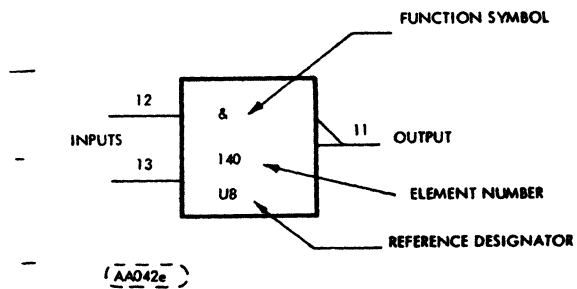 FUNCTION SYMBOL
12
&
INPUTS
11
OUTPUT
13
140
U8
ELEMENT NUMBER
REFERENCE DESIGNATOR
AA042e